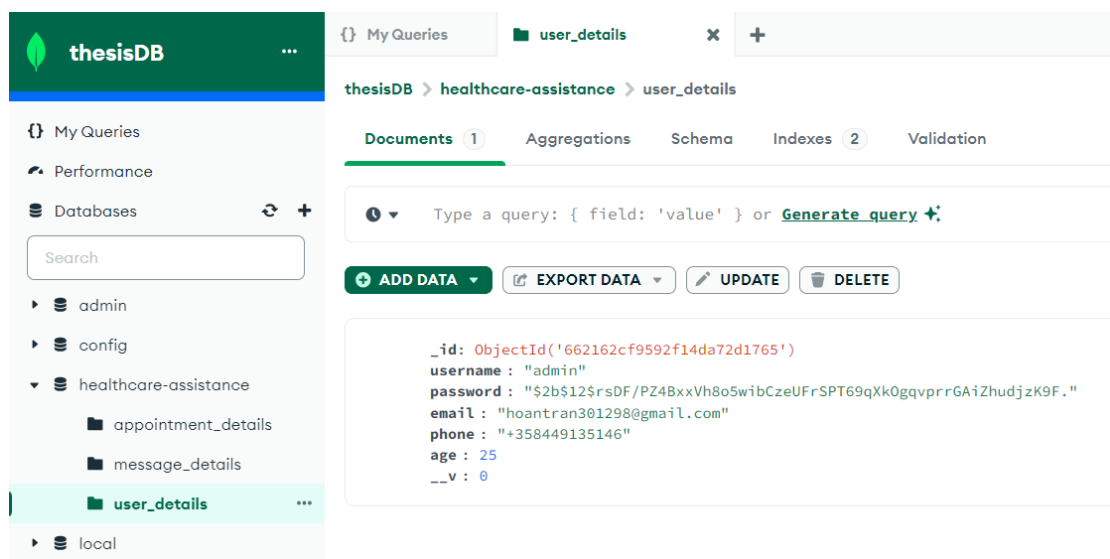 thesisDB
My Queries
Performance
Databases
Search
admin
config
healthcare-assistance
appointment_details
message_details
user_details
local
{} My Queries
user_details
thesisDB > healthcare-assistance > user_details
Documents 1 Aggregations Schema Indexes 2 Validation
Type a query: { field: 'value' } or Generate query
ADD DATA EXPORT DATA UPDATE DELETE
_id: ObjectId('662162cf9592f14da72d1765')
username : "admin"
password : "$2b$12$rsDF/PZ4BxxVh8o5wibCzeUFrSPT69qXkOgqvprrGAiZhudjzK9F."
email : "hoantran301298@gmail.com"
phone : "+358449135146"
age : 25
__v : 0